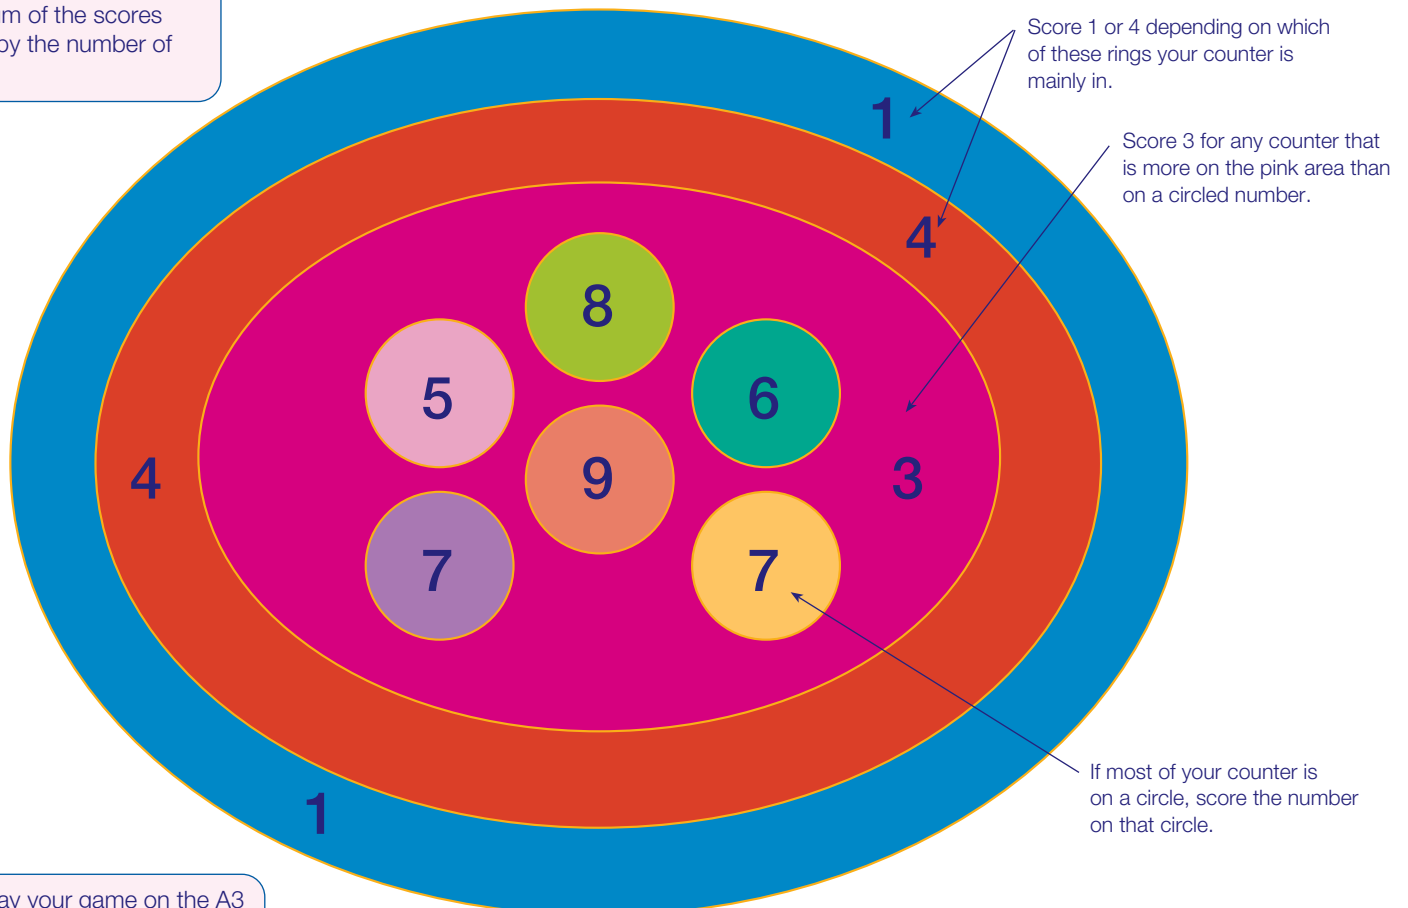 m of the scores
by the number of
Score 1 or 4 depending on which
of these rings your counter is
mainly in.
1
Score 3 for any counter that
is more on the pink area than
on a circled number.
4
8
5
6
9
4
3
7
7
If most of your counter is
on a circle, score the number
on that circle.
1
ay your game on the A3